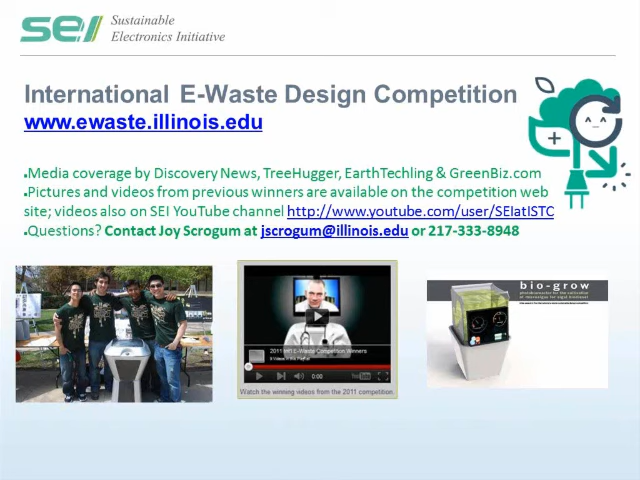 SEI
Sustainable
Electronics Initiative
International E-Waste Design Competition
www.ewaste.illinois.edu
•Media coverage by Discovery News, TreeHugger, EarthTechling & GreenBiz.com
•Pictures and videos from previous winners are available on the competition web
site; videos also on SEI YouTube channel http://www.youtube.com/user/SEIatISTC
•Questions? Contact Joy Scrogum at jscrogum@illinois.edu or 217-333-8948
2011 Int'l E-Waste Competition Winners
0:00
Watch the winning videos from the 2011 competition
bio-grow